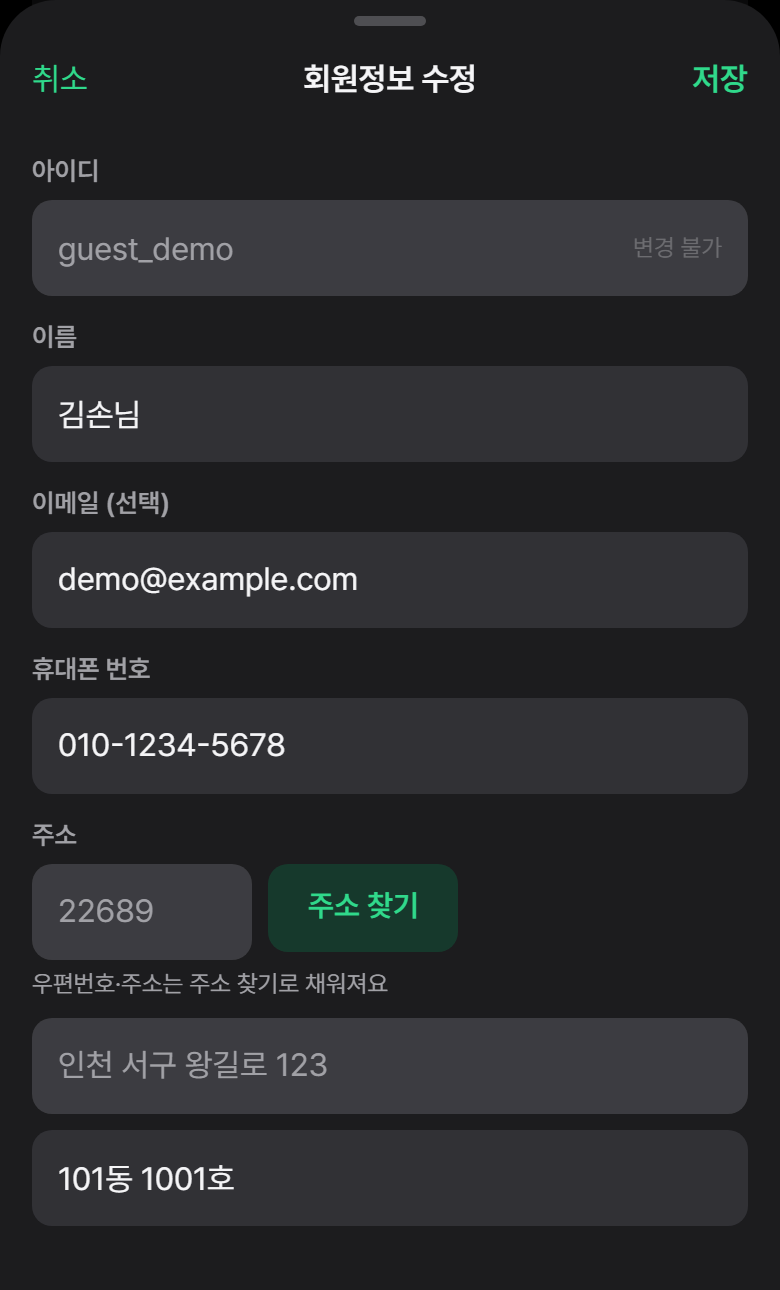 취소 회원정보 수정 저장
아이디
guest_demo 변경 불가
이름
김손님
이메일 (선택)
demo@example.com
휴대폰 번호
010-1234-5678
주소
22689 주소 찾기
우편번호·주소는 주소 찾기로 채워져요
인천 서구 왕길로 123
101동 1001호